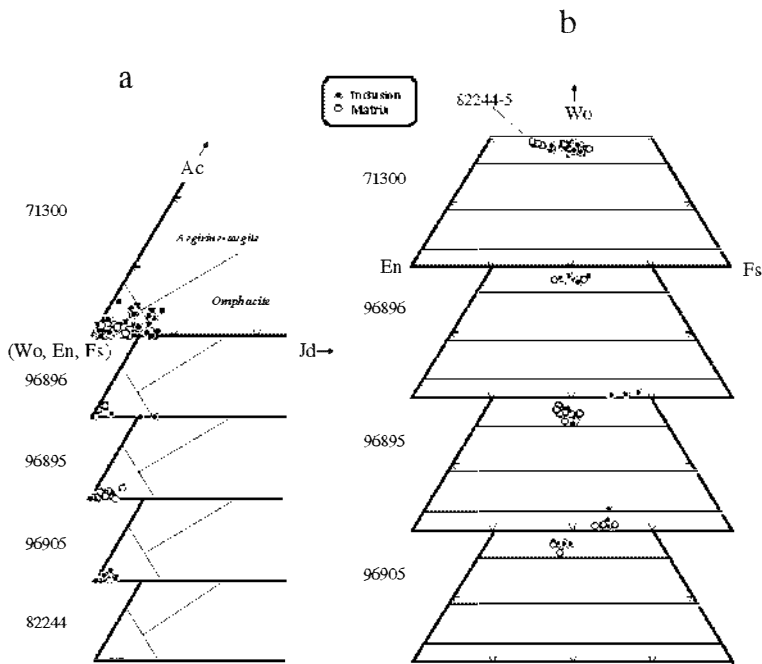 a
b
Inclusion
Matrix
82244-5
Wo
Ac
71300
Aegirine-augite
Omphacite
(Wo, En, Fs)
Jd→
96896
96895
96905
82244
71300
En
Fs
96896
96895
96905